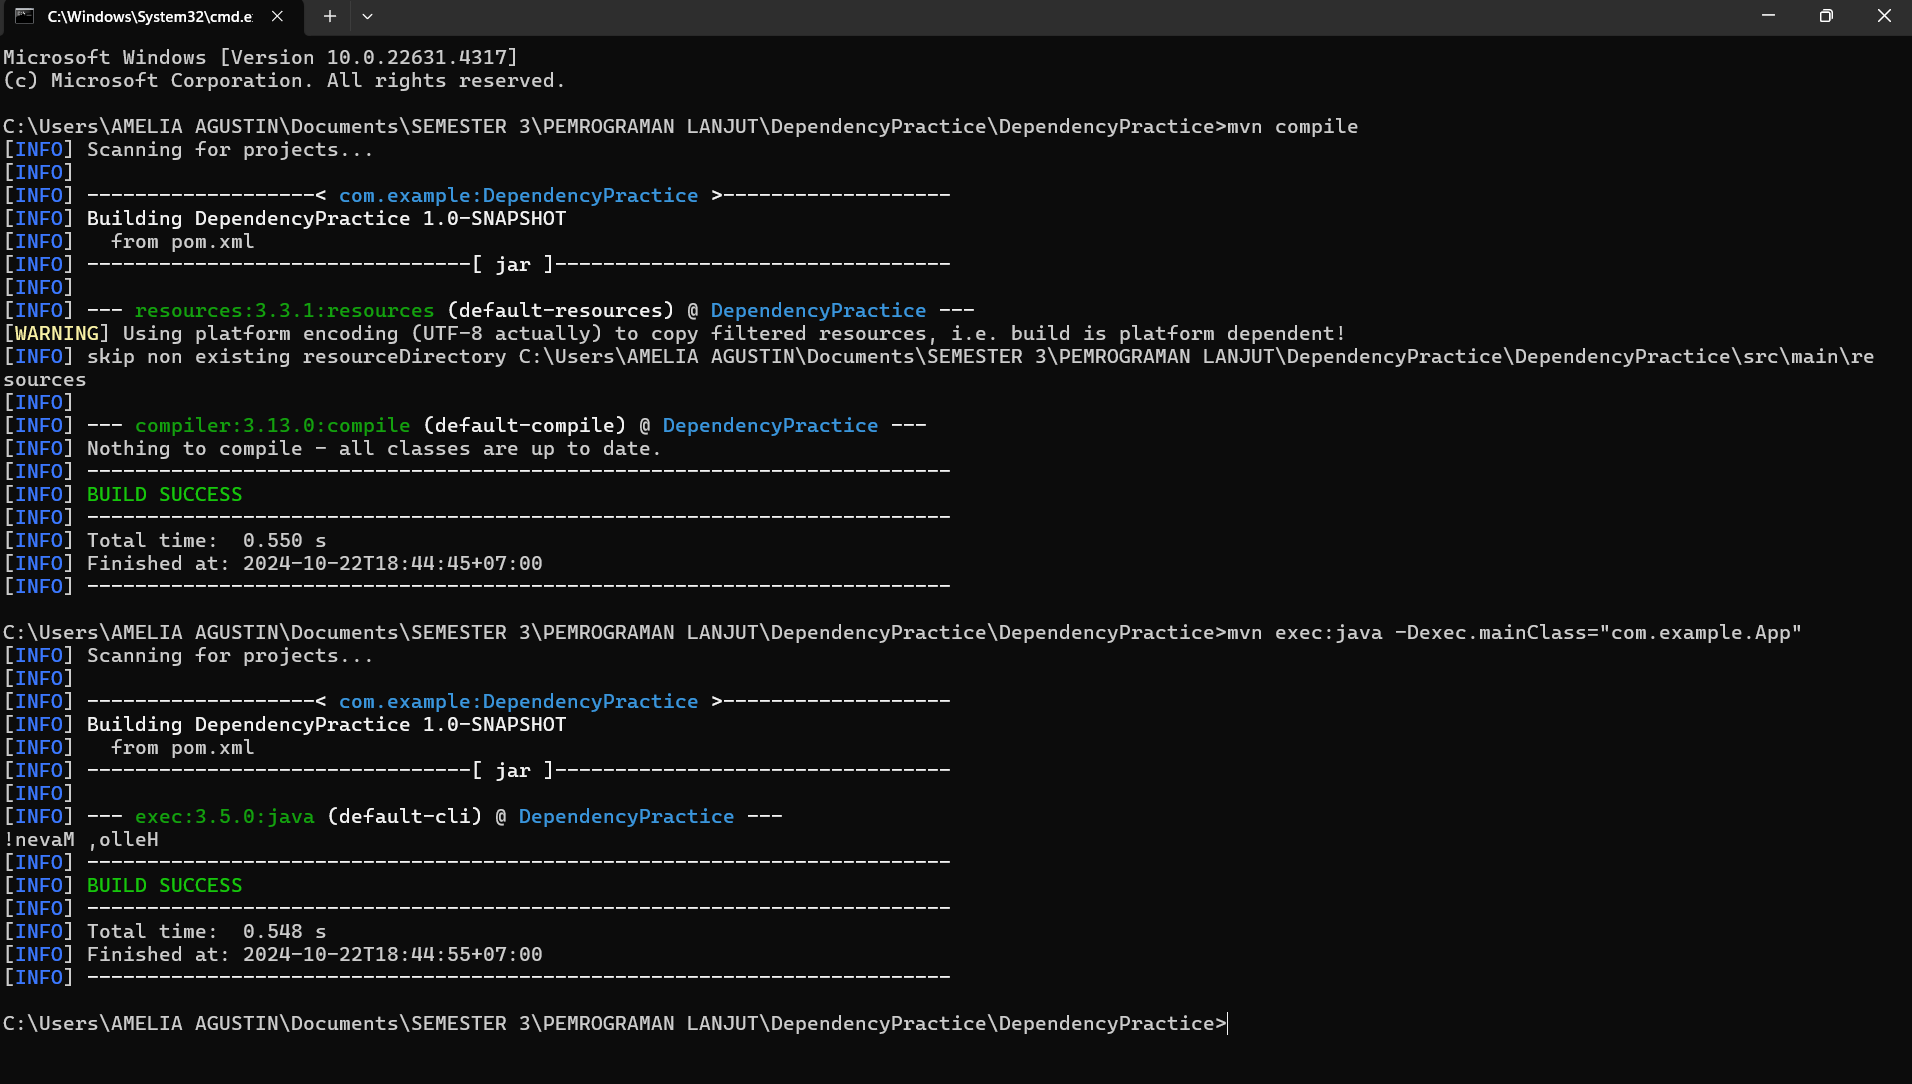 C:\Windows\System32\cmd.e
Microsoft Windows [Version 10.0.22631.4317]
(c) Microsoft Corporation. All rights reserved.
C:\Users\AMELIA AGUSTIN\Documents\SEMESTER 3\PEMROGRAMAN LANJUT\DependencyPractice\DependencyPractice>mvn compile
[INFO] Scanning for projects...
[INFO]
[INFO] -------------------< com.example:DependencyPractice >-------------------
[INFO] Building DependencyPractice 1.0-SNAPSHOT
[INFO]   from pom.xml
[INFO] --------------------------------[ jar ]---------------------------------
[INFO]
[INFO] --- resources:3.3.1:resources (default-resources) @ DependencyPractice ---
[WARNING] Using platform encoding (UTF-8 actually) to copy filtered resources, i.e. build is platform dependent!
[INFO] skip non existing resourceDirectory C:\Users\AMELIA AGUSTIN\Documents\SEMESTER 3\PEMROGRAMAN LANJUT\DependencyPractice\DependencyPractice\src\main\re
sources
[INFO]
[INFO] --- compiler:3.13.0:compile (default-compile) @ DependencyPractice ---
[INFO] Nothing to compile - all classes are up to date.
[INFO] ------------------------------------------------------------------------
[INFO] BUILD SUCCESS
[INFO] ------------------------------------------------------------------------
[INFO] Total time:  0.550 s
[INFO] Finished at: 2024-10-22T18:44:45+07:00
[INFO] ------------------------------------------------------------------------
C:\Users\AMELIA AGUSTIN\Documents\SEMESTER 3\PEMROGRAMAN LANJUT\DependencyPractice\DependencyPractice>mvn exec:java -Dexec.mainClass="com.example.App"
[INFO] Scanning for projects...
[INFO]
[INFO] -------------------< com.example:DependencyPractice >-------------------
[INFO] Building DependencyPractice 1.0-SNAPSHOT
[INFO]   from pom.xml
[INFO] --------------------------------[ jar ]---------------------------------
[INFO]
[INFO] --- exec:3.5.0:java (default-cli) @ DependencyPractice ---
!nevaM ,olleH
[INFO] ------------------------------------------------------------------------
[INFO] BUILD SUCCESS
[INFO] ------------------------------------------------------------------------
[INFO] Total time:  0.548 s
[INFO] Finished at: 2024-10-22T18:44:55+07:00
[INFO] ------------------------------------------------------------------------
C:\Users\AMELIA AGUSTIN\Documents\SEMESTER 3\PEMROGRAMAN LANJUT\DependencyPractice\DependencyPractice>